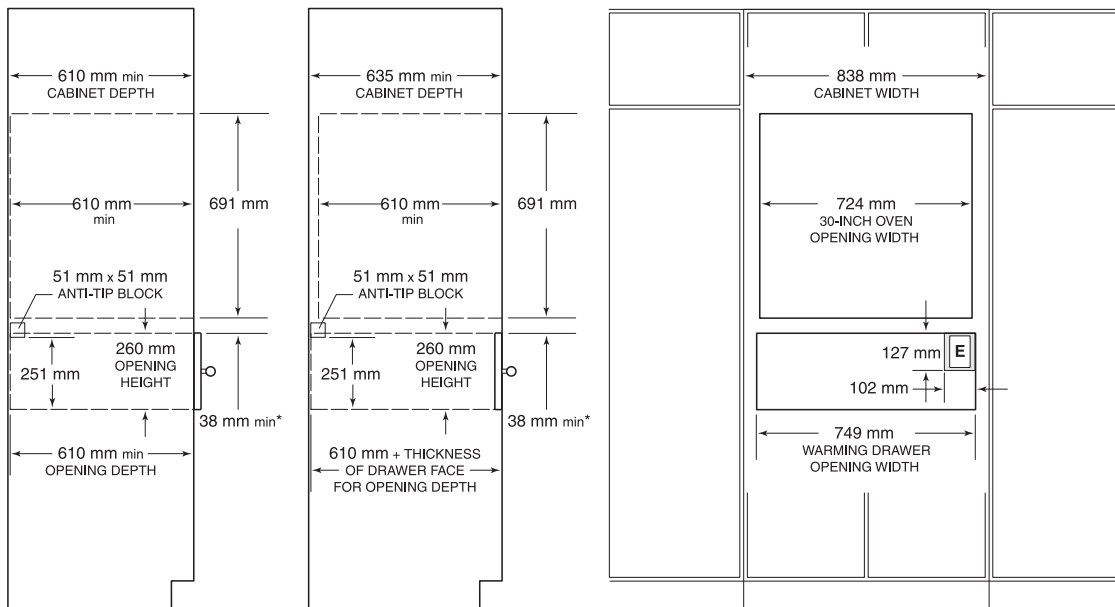 610 mm min
CABINET DEPTH
610 mm
min
691 mm
51 mm x 51 mm
ANTI-TIP BLOCK
260 mm
OPENING
HEIGHT
251 mm
38 mm min*
610 mm min
OPENING DEPTH
635 mm min
CABINET DEPTH
610 mm
min
691 mm
51 mm x 51 mm
ANTI-TIP BLOCK
260 mm
OPENING
HEIGHT
251 mm
38 mm min*
610 mm + THICKNESS
OF DRAWER FACE
FOR OPENING DEPTH
838 mm
CABINET WIDTH
724 mm
30-INCH OVEN
OPENING WIDTH
127 mm
E
102 mm
749 mm
WARMING DRAWER
OPENING WIDTH